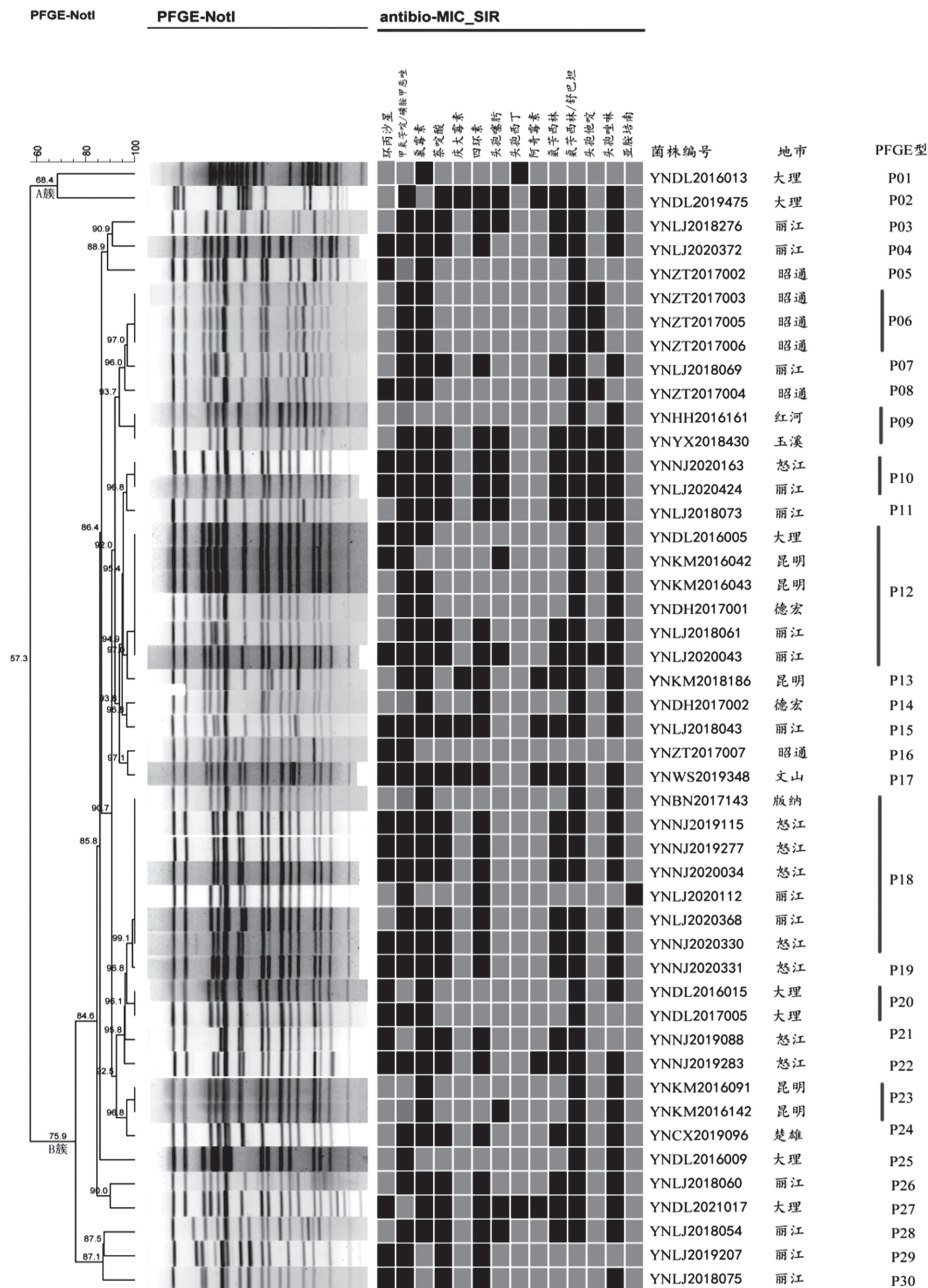 PFGE-NotI
PFGE-NotI
antibio-MIC_SIR
环丙沙星
甲氧苄啶/磺胺甲恶唑
氯霉素
萘啶酸
庆大霉素
四环素
头孢噻肟
头孢西丁
阿奇霉素
氨苄西林
氨苄西林/舒巴坦
头孢他啶
头孢唑啉
亚胺培南
菌株编号 地市 PFGE型
60 80 100
YNDL2016013 大理 P01
68.4
A簇
YNDL2019475 大理 P02
90.9 YNLJ2018276 丽江 P03
88.9 YNLJ2020372 丽江 P04
YNZT2017002 昭通 P05
YNZT2017003 昭通
YNZT2017005 昭通 P06
97.0 YNZT2017006 昭通
96.0 YNLJ2018069 丽江 P07
93.7 YNZT2017004 昭通 P08
YNHH2016161 红河 P09
YNYX2018430 玉溪
YNNJ2020163 怒江 P10
96.8 YNLJ2020424 丽江
YNLJ2018073 丽江 P11
86.4 YNDL2016005 大理
92.0 YNKM2016042 昆明
95.4 YNKM2016043 昆明 P12
YNDH2017001 德宏
94.9 YNLJ2018061 丽江
57.3 YNLJ2020043 丽江
YNKM2018186 昆明 P13
YNDH2017002 德宏 P14
YNLJ2018043 丽江 P15
YNZT2017007 昭通 P16
97.1 YNWS2019348 文山 P17
90.7 YNBN2017143 版纳
YNNJ2019115 怒江
85.8 YNNJ2019277 怒江
YNNJ2020034 怒江 P18
YNLJ2020112 丽江
YNLJ2020368 丽江
99.1 YNNJ2020330 怒江
98.8 YNNJ2020331 怒江 P19
96.1 YNDL2016015 大理 P20
84.6 YNDL2017005 大理
95.8 YNNJ2019088 怒江 P21
92.5 YNNJ2019283 怒江 P22
YNKM2016091 昆明 P23
96.8 YNKM2016142 昆明
75.9 YNCX2019096 楚雄 P24
B簇
YNDL2016009 大理 P25
90.0 YNLJ2018060 丽江 P26
YNDL2021017 大理 P27
87.5 YNLJ2018054 丽江 P28
87.1 YNLJ2019207 丽江 P29
YNLJ2018075 丽江 P30